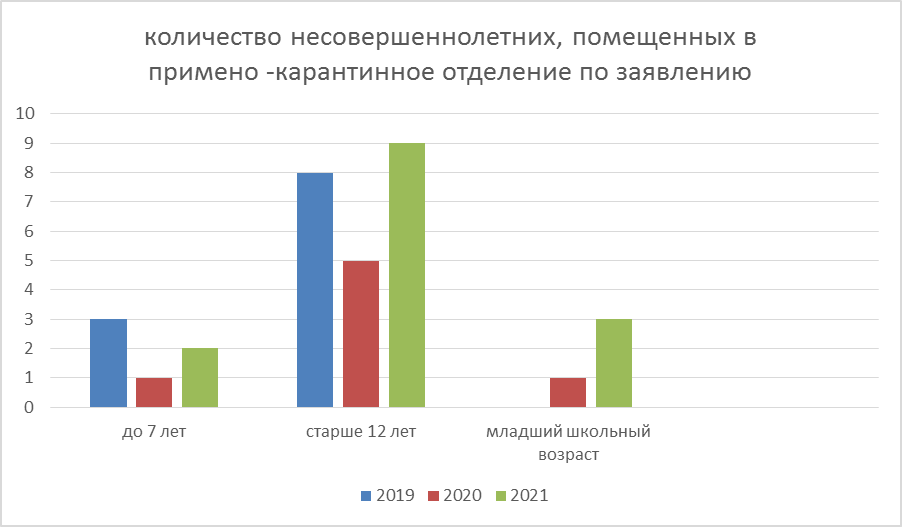 количество несовершеннолетних, помещенных в
примено -карантинное отделение по заявлению
10
9
8
7
6
5
4
3
2
1
0
до 7 лет
старше 12 лет
младший школьный
возраст
2019 2020 2021